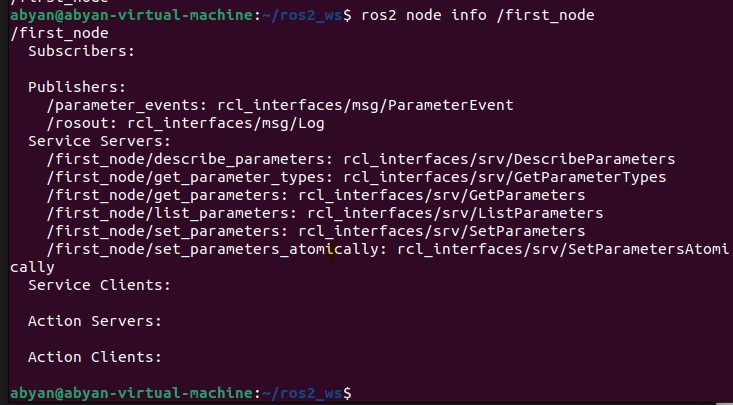 /first_node
abyan@abyan-virtual-machine:~/ros2_ws$ ros2 node info /first_node
/first_node
  Subscribers:

  Publishers:
    /parameter_events: rcl_interfaces/msg/ParameterEvent
    /rosout: rcl_interfaces/msg/Log
  Service Servers:
    /first_node/describe_parameters: rcl_interfaces/srv/DescribeParameters
    /first_node/get_parameter_types: rcl_interfaces/srv/GetParameterTypes
    /first_node/get_parameters: rcl_interfaces/srv/GetParameters
    /first_node/list_parameters: rcl_interfaces/srv/ListParameters
    /first_node/set_parameters: rcl_interfaces/srv/SetParameters
    /first_node/set_parameters_atomically: rcl_interfaces/srv/SetParametersAtomi
cally
  Service Clients:

  Action Servers:

  Action Clients:

abyan@abyan-virtual-machine:~/ros2_ws$